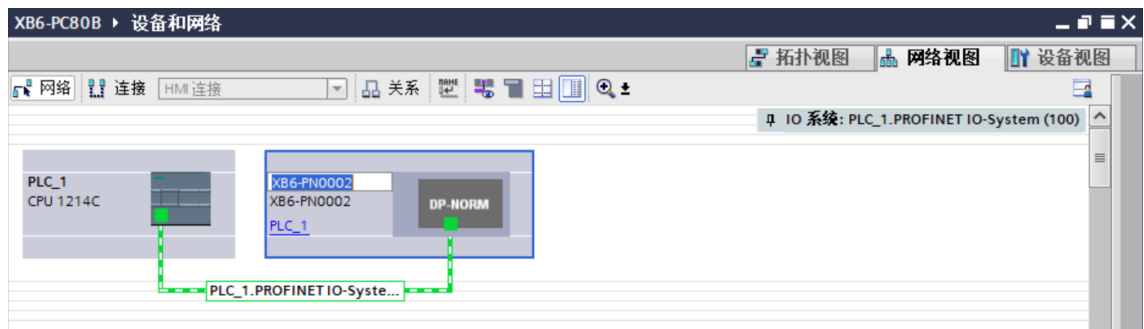 XB6-PC80B ▸ 设备和网络
拓扑视图 网络视图 设备视图
网络 连接 HMI 连接 关系 NAME
IO 系统: PLC_1.PROFINET IO-System (100)
PLC_1
CPU 1214C
XB6-PN0002
XB6-PN0002
PLC_1
DP-NORM
PLC_1.PROFINET IO-Syste...